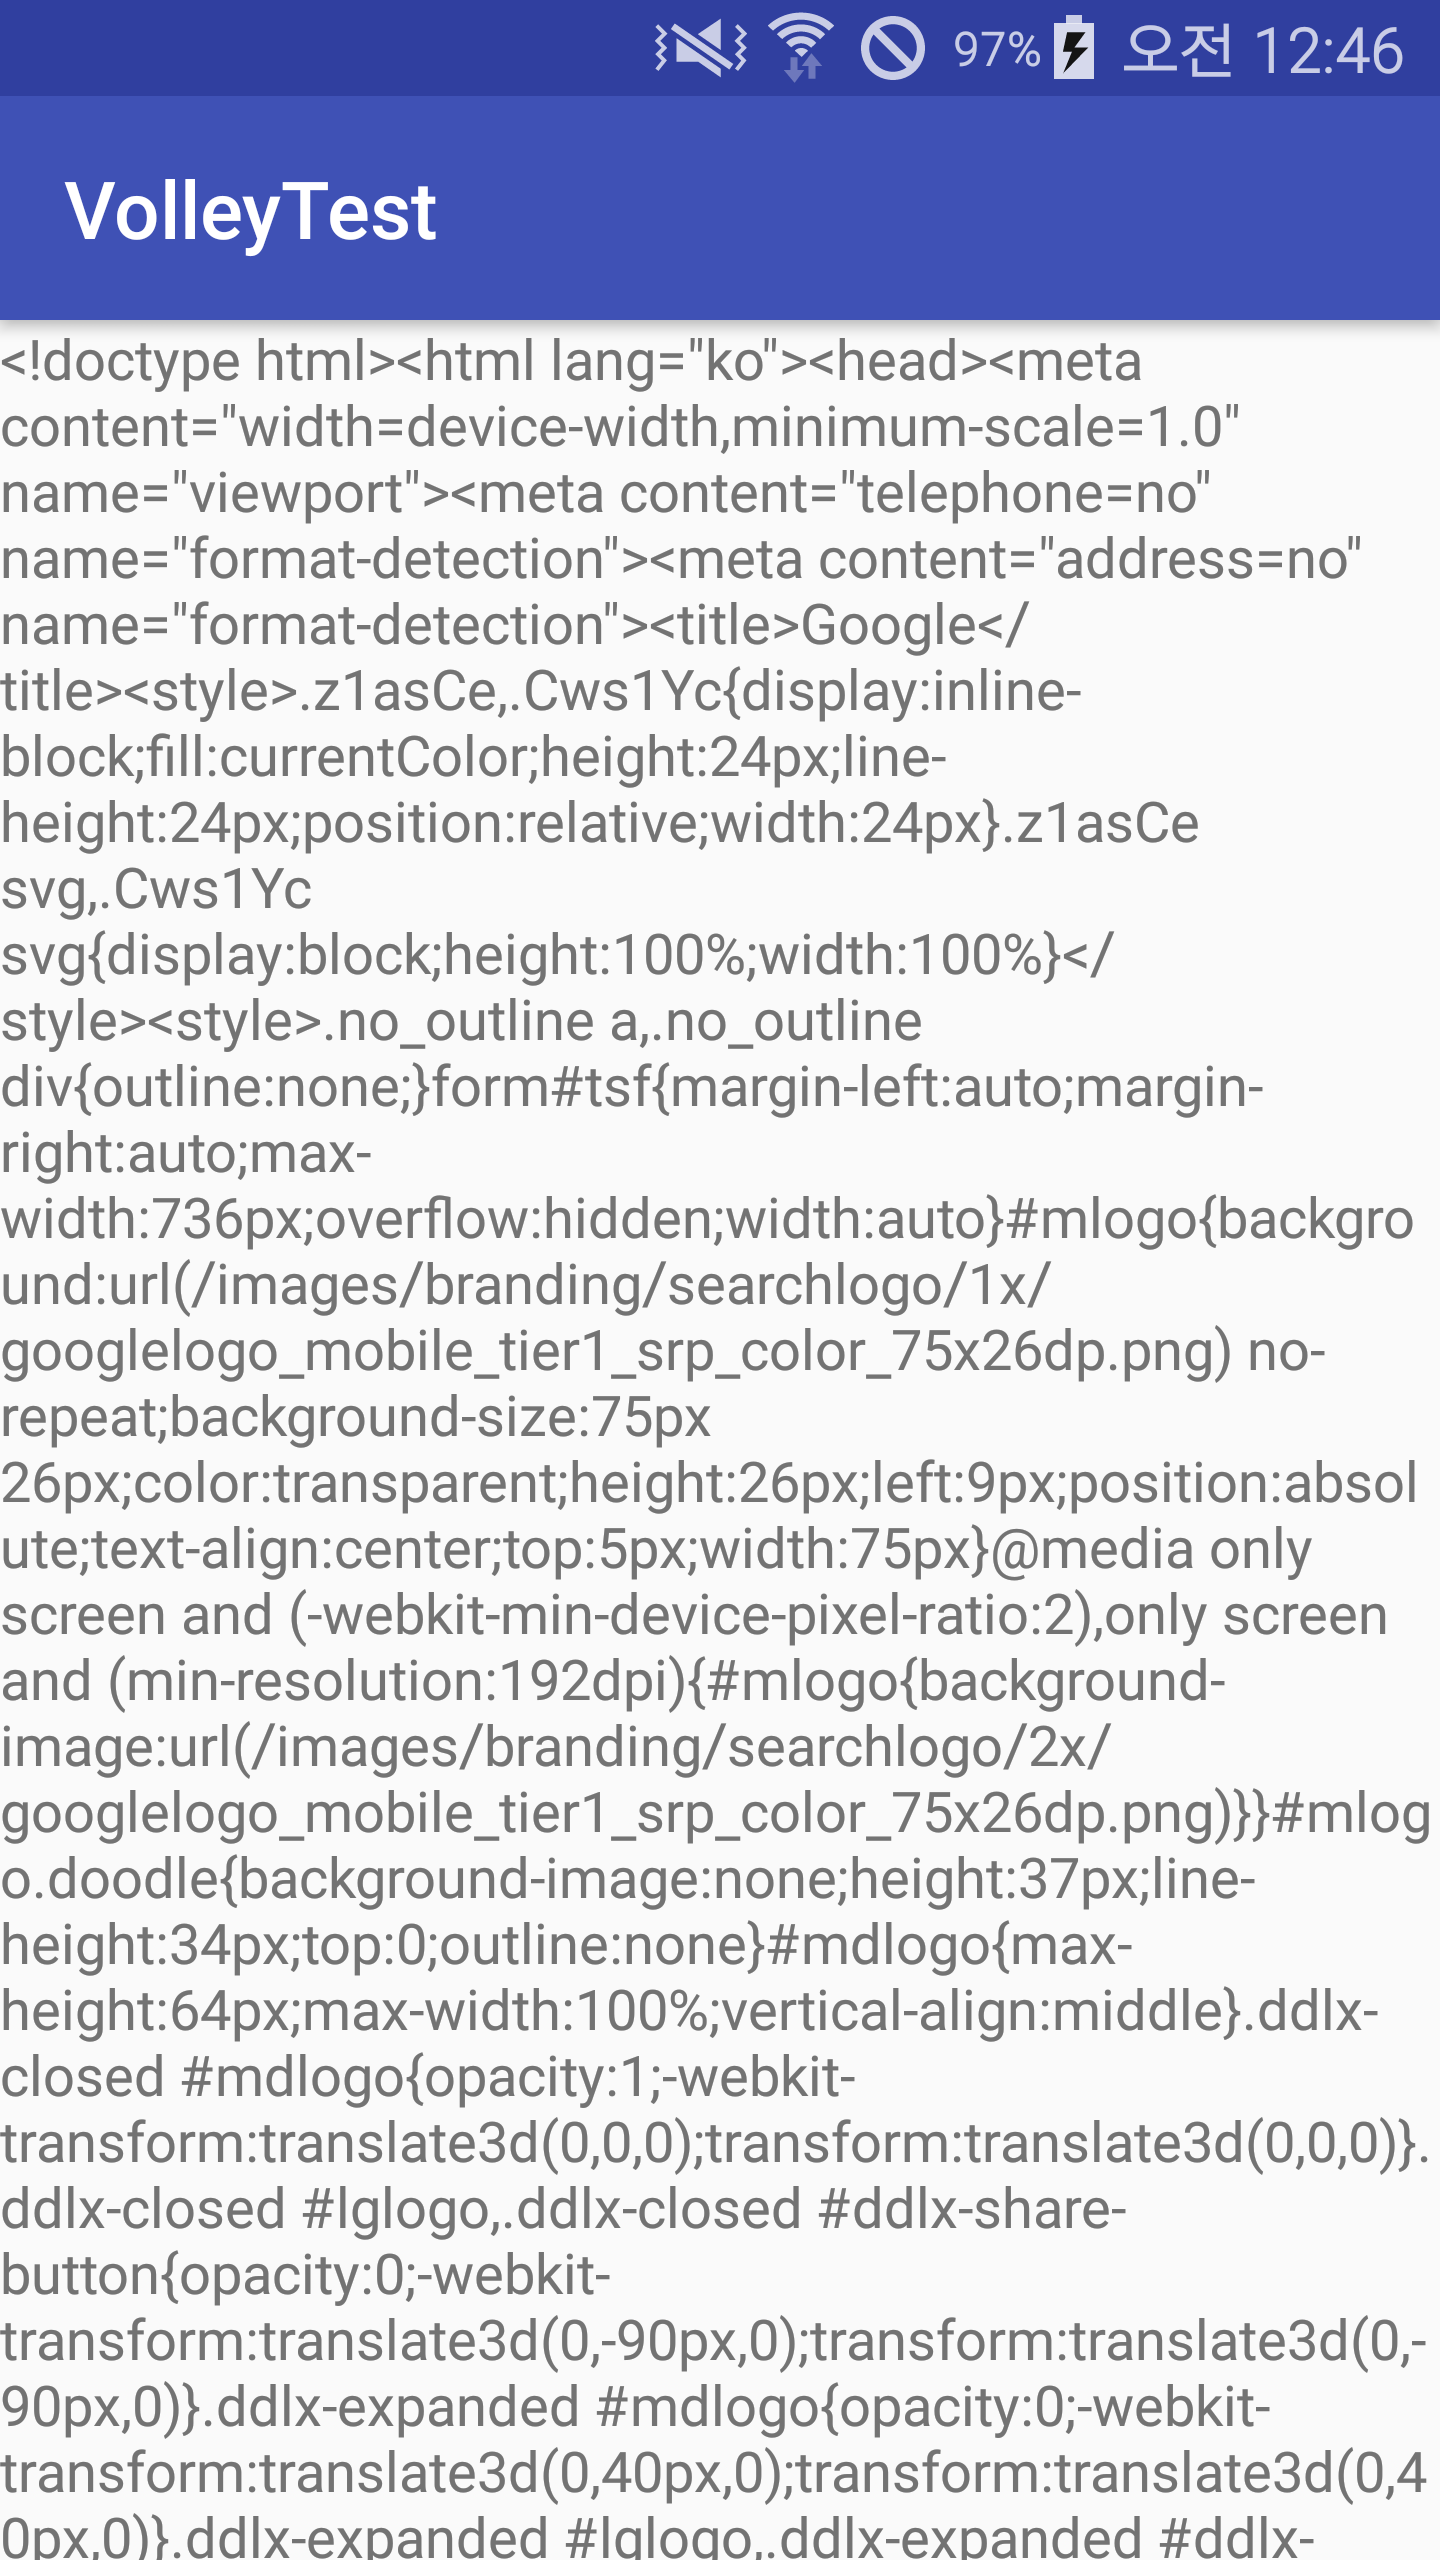 97% 오전 12:46
VolleyTest
<!doctype html><html lang="ko"><head><meta
content="width=device-width,minimum-scale=1.0"
name="viewport"><meta content="telephone=no"
name="format-detection"><meta content="address=no"
name="format-detection"><title>Google</
title><style>.z1asCe,.Cws1Yc{display:inline-
block;fill:currentColor;height:24px;line-
height:24px;position:relative;width:24px}.z1asCe
svg,.Cws1Yc
svg{display:block;height:100%;width:100%}</
style><style>.no_outline a,.no_outline
div{outline:none;}form#tsf{margin-left:auto;margin-
right:auto;max-
width:736px;overflow:hidden;width:auto}#mlogo{backgro
und:url(/images/branding/searchlogo/1x/
googlelogo_mobile_tier1_srp_color_75x26dp.png) no-
repeat;background-size:75px
26px;color:transparent;height:26px;left:9px;position:absol
ute;text-align:center;top:5px;width:75px}@media only
screen and (-webkit-min-device-pixel-ratio:2),only screen
and (min-resolution:192dpi){#mlogo{background-
image:url(/images/branding/searchlogo/2x/
googlelogo_mobile_tier1_srp_color_75x26dp.png)}}#mlog
o.doodle{background-image:none;height:37px;line-
height:34px;top:0;outline:none}#mdlogo{max-
height:64px;max-width:100%;vertical-align:middle}.ddlx-
closed #mdlogo{opacity:1;-webkit-
transform:translate3d(0,0,0);transform:translate3d(0,0,0)}.
ddlx-closed #lglogo,.ddlx-closed #ddlx-share-
button{opacity:0;-webkit-
transform:translate3d(0,-90px,0);transform:translate3d(0,-
90px,0)}.ddlx-expanded #mdlogo{opacity:0;-webkit-
transform:translate3d(0,40px,0);transform:translate3d(0,4
0px,0)}.ddlx-expanded #lglogo,.ddlx-expanded #ddlx-